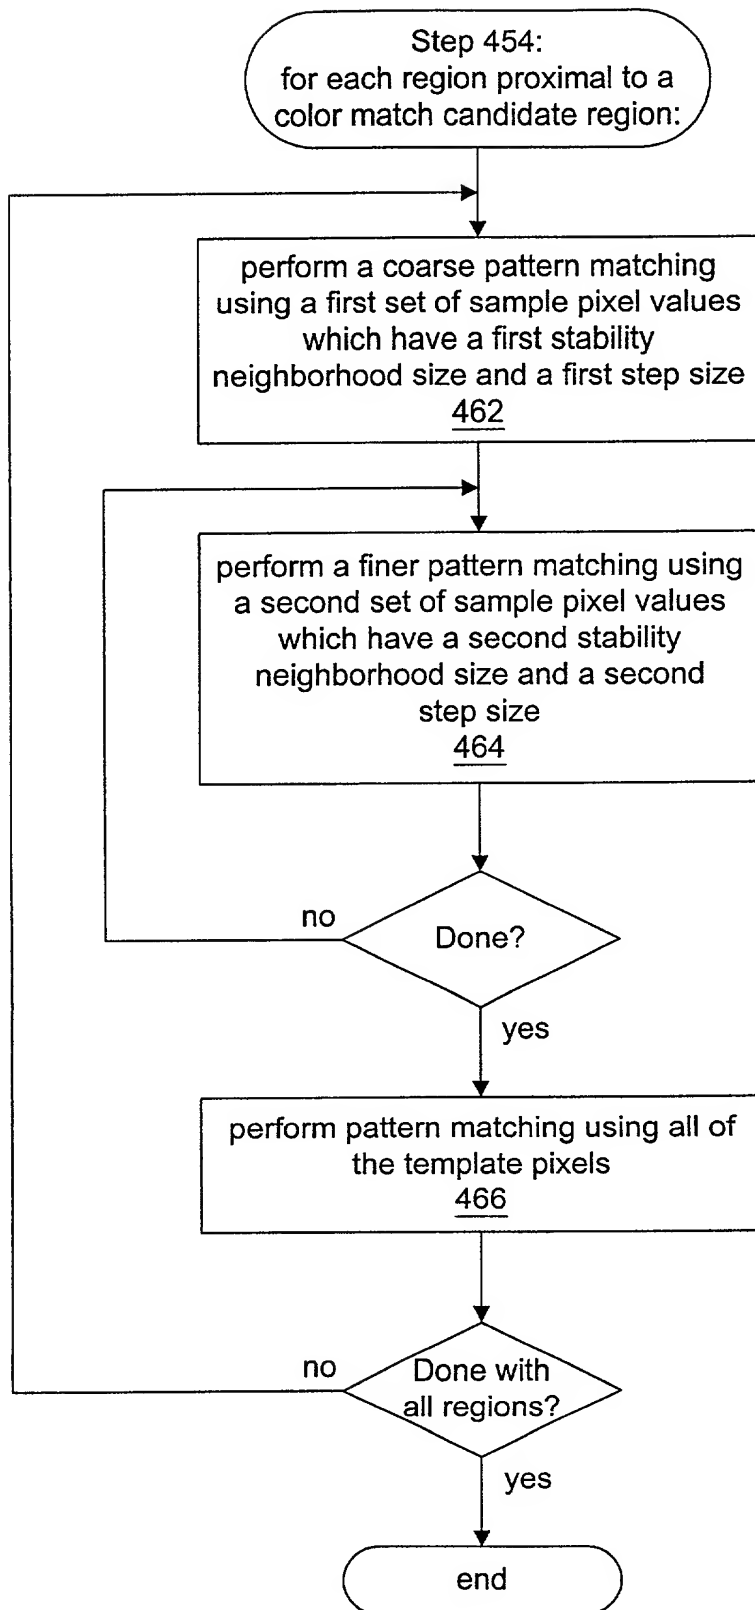 Step 454:
for each region proximal to a
color match candidate region:
perform a coarse pattern matching
using a first set of sample pixel values
which have a first stability
neighborhood size and a first step size
462
perform a finer pattern matching using
a second set of sample pixel values
which have a second stability
neighborhood size and a second
step size
464
no
Done?
yes
perform pattern matching using all of
the template pixels
466
no
Done with
all regions?
yes
end